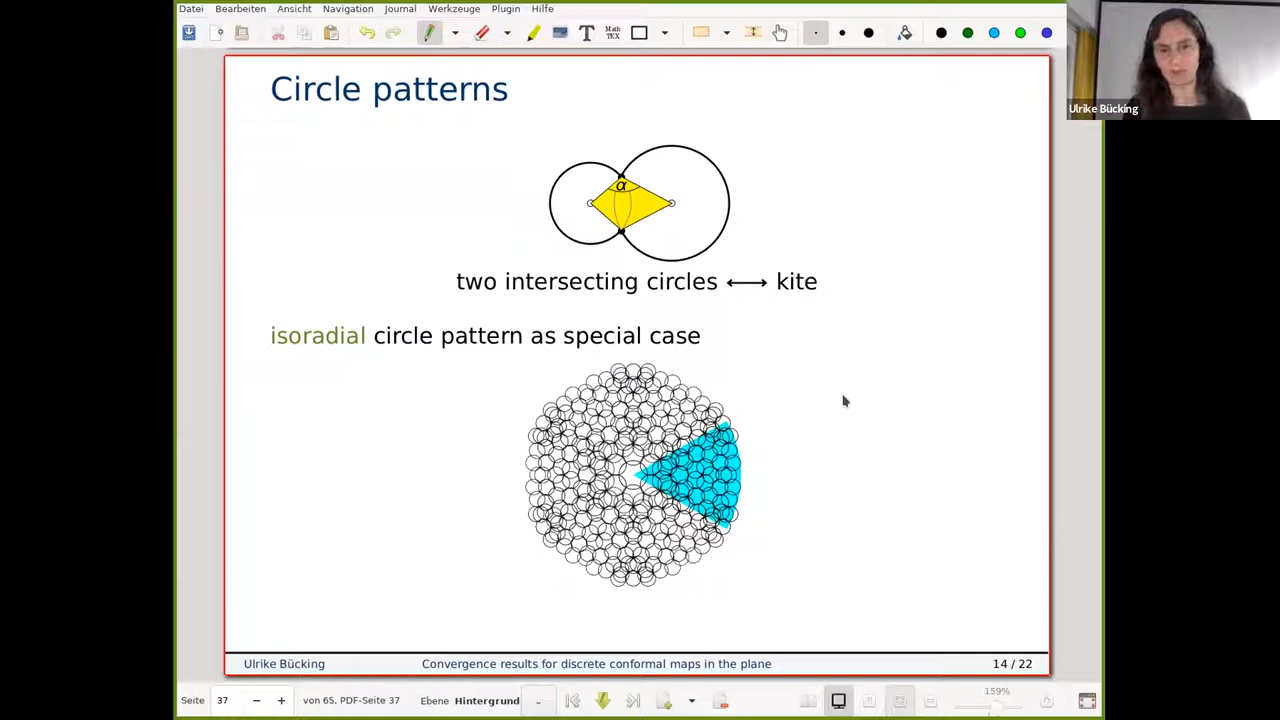 Datei Bearbeiten Ansicht Navigation Journal Werkzeuge Plugin Hilfe
T Math TEX
Ulrike Bücking
Circle patterns
α
two intersecting circles ⟷ kite
isoradial circle pattern as special case
Ulrike Bücking Convergence results for discrete conformal maps in the plane 14 / 22
Seite 37 von 65, PDF-Seite 37 Ebene Hintergrund 159%